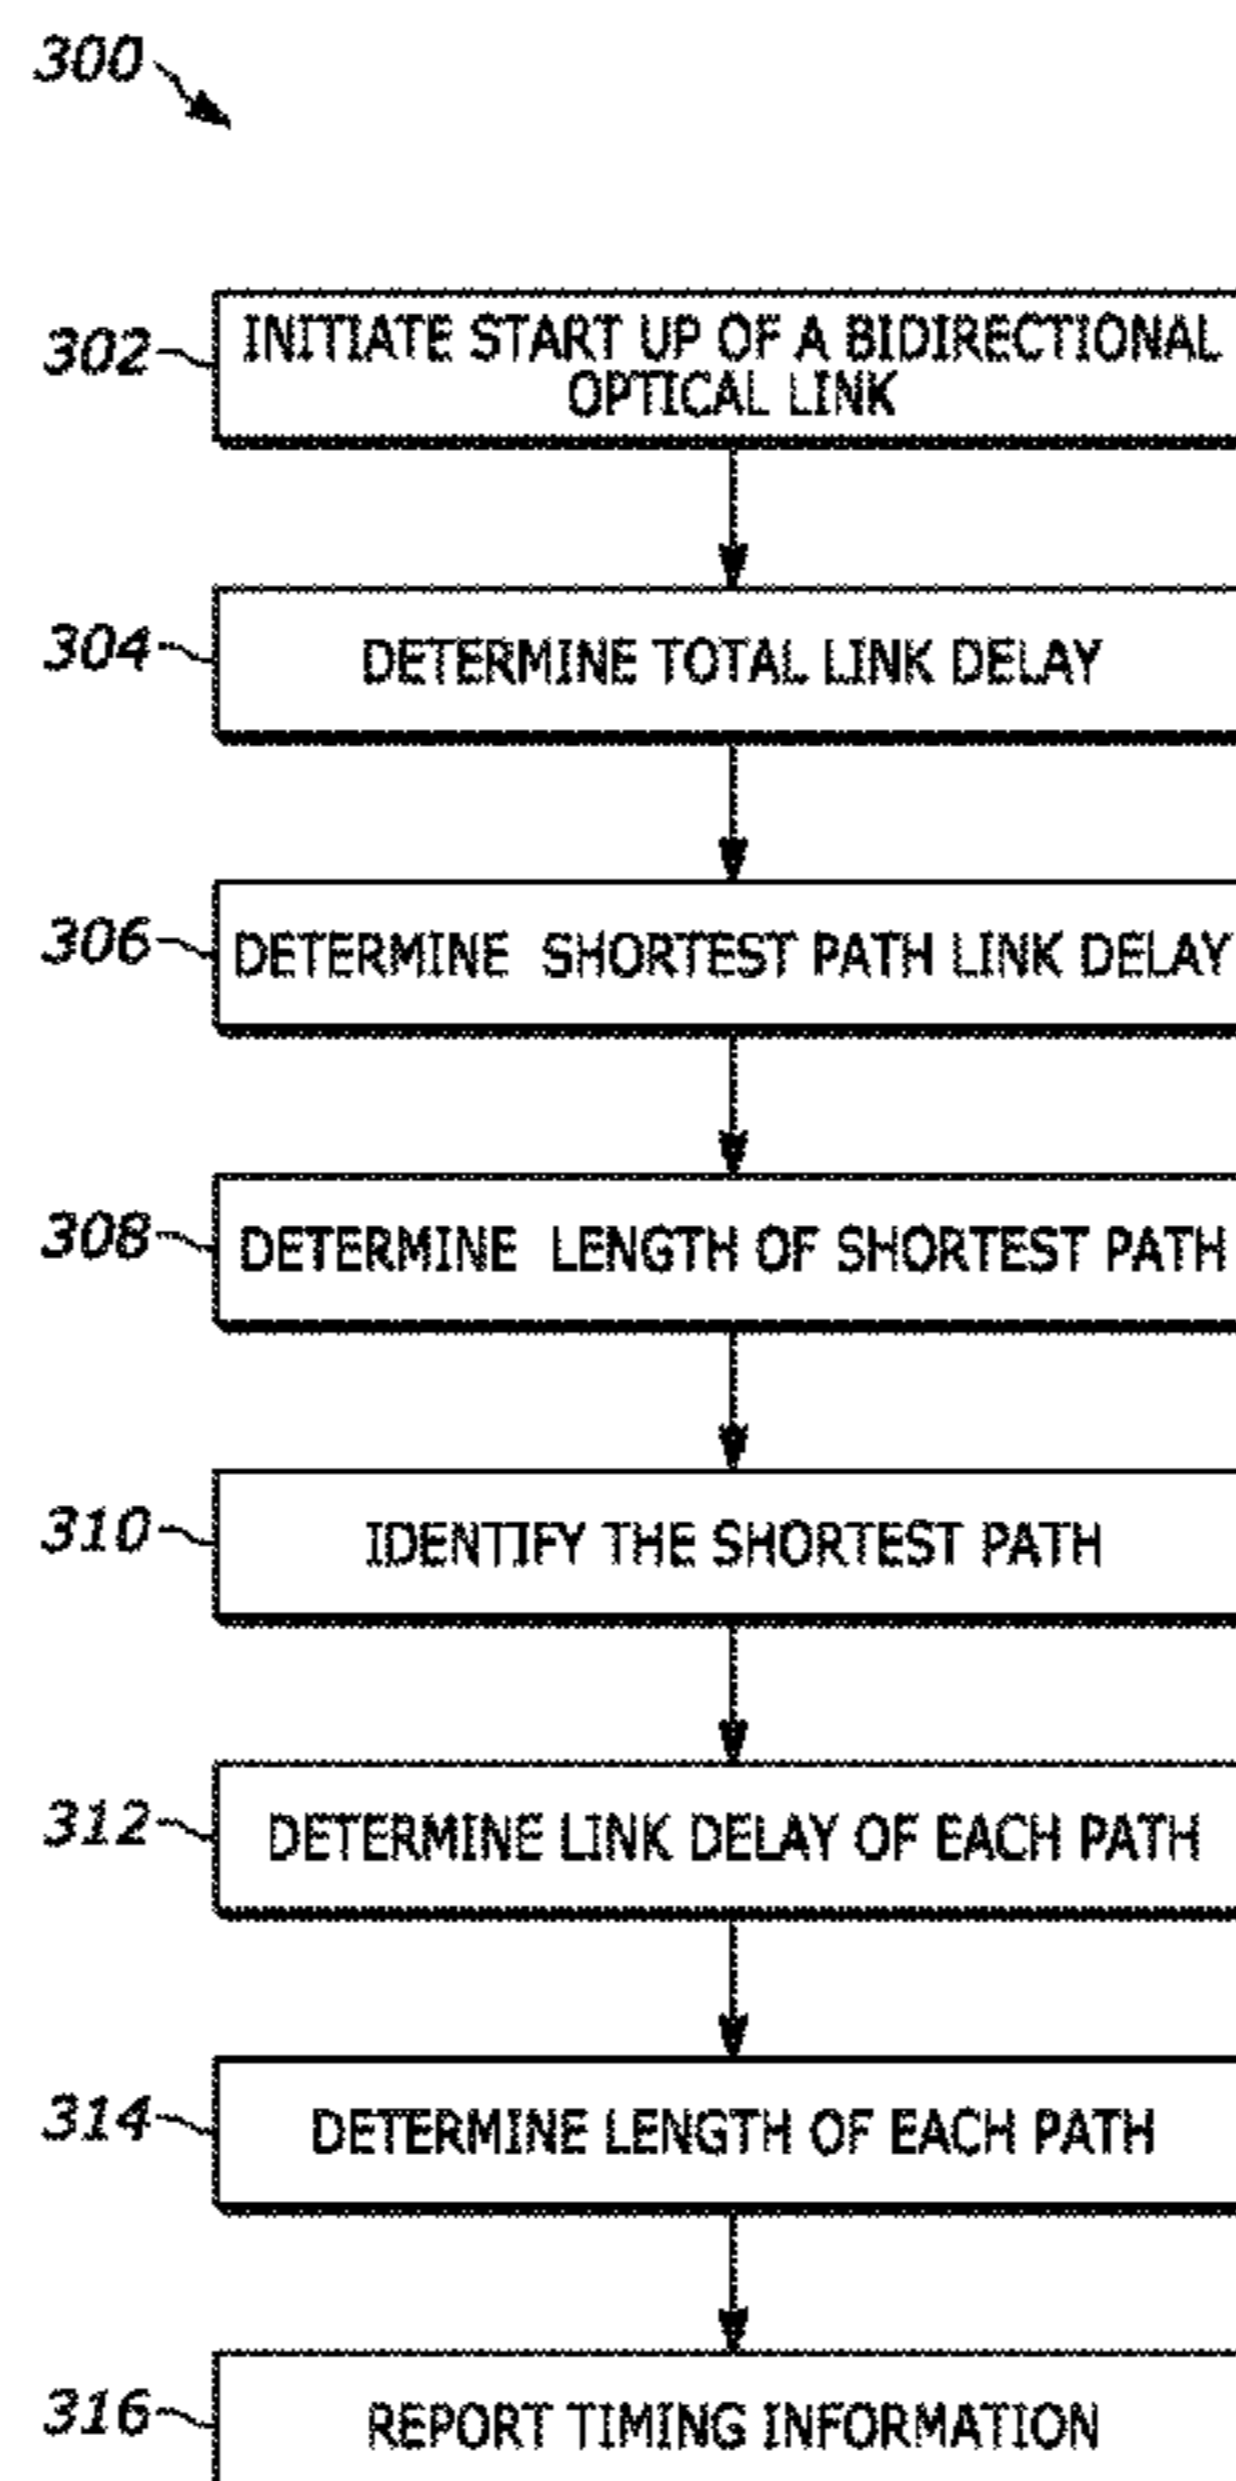 300
302
INITIATE START UP OF A BIDIRECTIONAL
OPTICAL LINK
304
DETERMINE TOTAL LINK DELAY
306
DETERMINE SHORTEST PATH LINK DELAY
308
DETERMINE LENGTH OF SHORTEST PATH
310
IDENTIFY THE SHORTEST PATH
312
DETERMINE LINK DELAY OF EACH PATH
314
DETERMINE LENGTH OF EACH PATH
316
REPORT TIMING INFORMATION